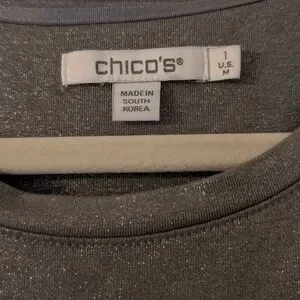 chico's®
1
U.S.
M
MADE IN
SOUTH
KOREA